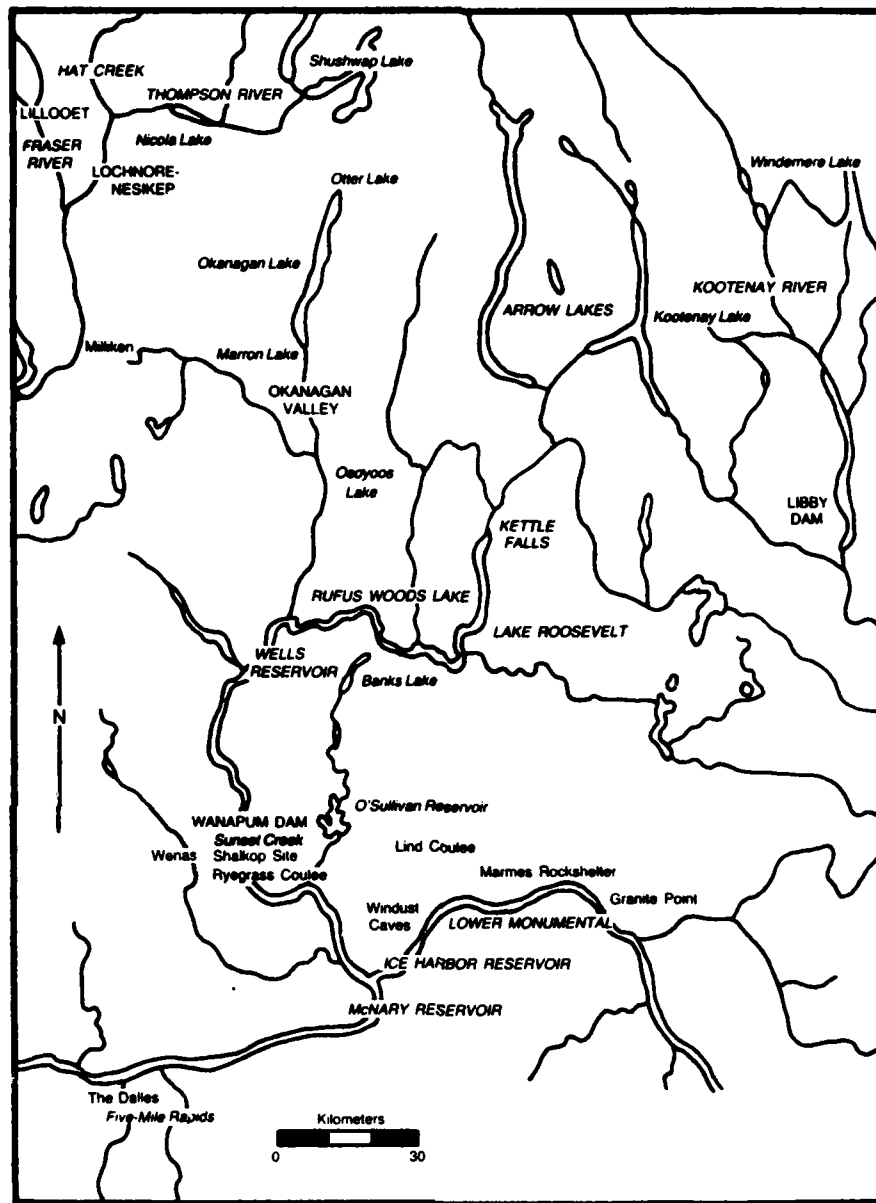 Shushwap Lake
HAT CREEK
THOMPSON RIVER
LILLOOET
Nicola Lake
FRASER
RIVER
LOCHNORE-
NESIKEP
Windemere Lake
Otter Lake
Okanagan Lake
KOOTENAY RIVER
ARROW LAKES
Kootenay Lake
Milliken
Marron Lake
OKANAGAN
VALLEY
Osoyoos
Lake
LIBBY
DAM
KETTLE
FALLS
RUFUS WOODS LAKE
LAKE ROOSEVELT
WELLS
RESERVOIR
Banks Lake
N
O'Sullivan Reservoir
WANAPUM DAM
Sunset Creek
Lind Coulee
Wenas
Shalkop Site
Ryegrass Coulee
Marmes Rockshelter
Granite Point
Windust
Caves
LOWER MONUMENTAL
ICE HARBOR RESERVOIR
McNARY RESERVOIR
The Dalles
Five-Mile Rapids
Kilometers
0 30